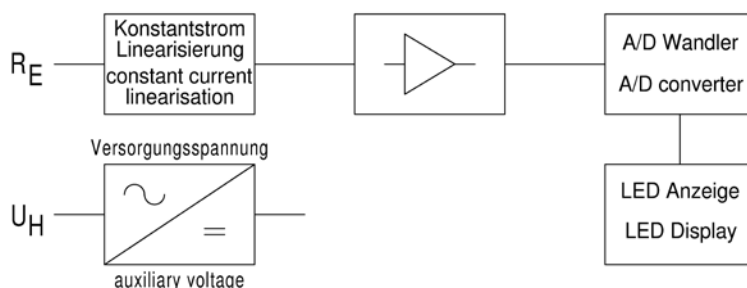 R_E
Konstantstrom
Linearisierung
constant current
linearisation
A/D Wandler
A/D converter
Versorgungsspannung
U_H
auxiliary voltage
LED Anzeige
LED Display